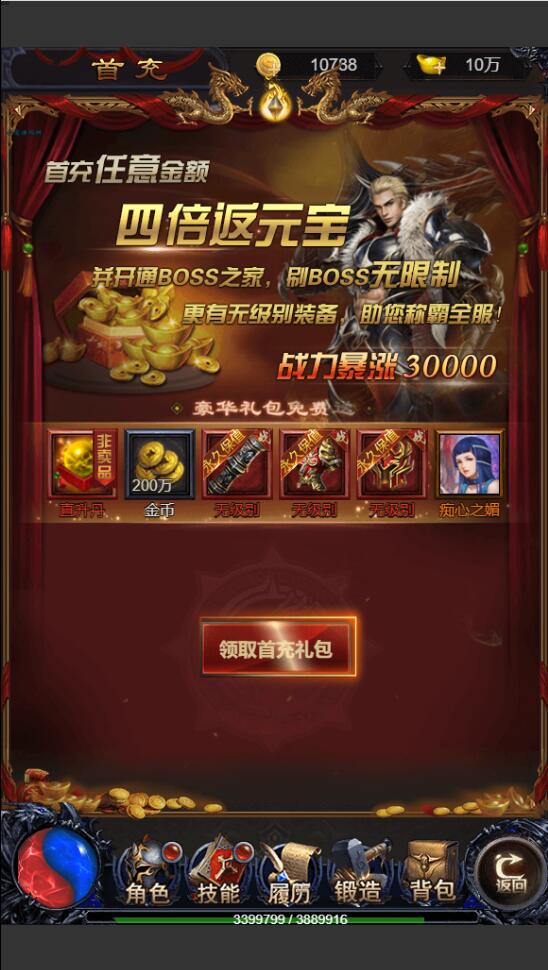 首充
10738
10万
首充任意金额
四倍返元宝
并开通BOSS之家，刷BOSS无限制
更有无级别装备，助您称霸全服！
战力暴涨30000
豪华礼包免费
非卖品
永久保值
永久保值
永久保值
200万
直升丹
金币
无级别
无级别
无级别
痴心之媚
领取首充礼包
角色
技能
履历
锻造
背包
返回
3399799 / 3889916